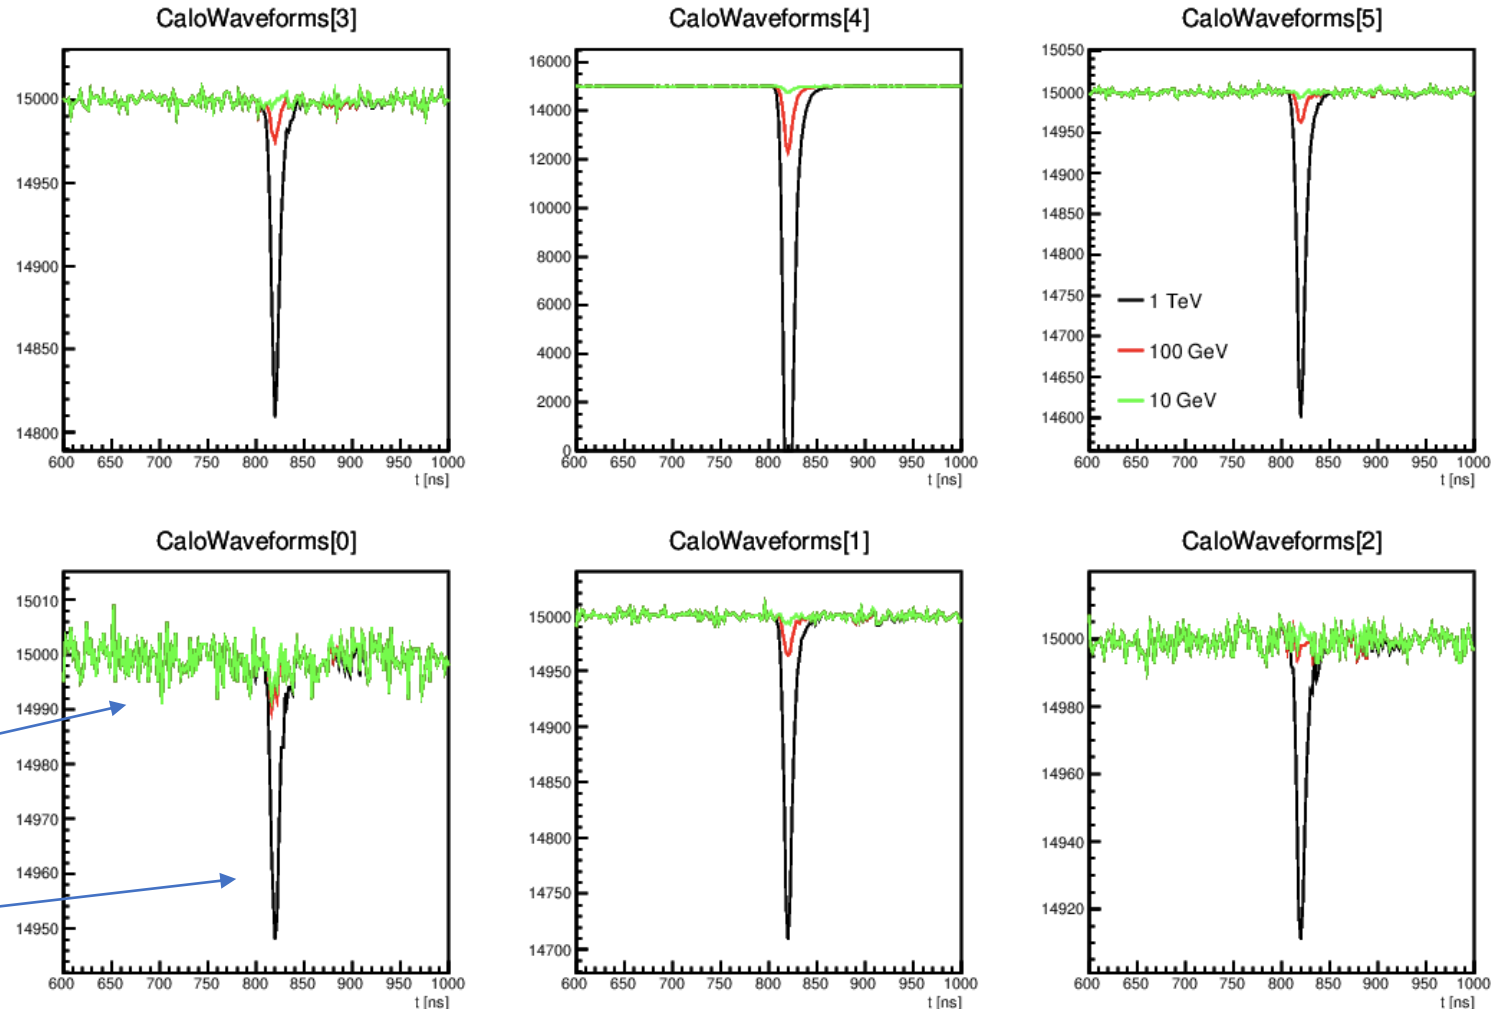 CaloWaveforms[3]
15000
14950
14900
14850
14800
600 650 700 750 800 850 900 950 1000
t [ns]
CaloWaveforms[4]
16000
14000
12000
10000
8000
6000
4000
2000
0
600 650 700 750 800 850 900 950 1000
t [ns]
CaloWaveforms[5]
15050
15000
14950
14900
14850
14800
14750
14700
14650
14600
1 TeV
100 GeV
10 GeV
600 650 700 750 800 850 900 950 1000
t [ns]
CaloWaveforms[0]
15010
15000
14990
14980
14970
14960
14950
600 650 700 750 800 850 900 950 1000
t [ns]
CaloWaveforms[1]
15000
14950
14900
14850
14800
14750
14700
600 650 700 750 800 850 900 950 1000
t [ns]
CaloWaveforms[2]
15000
14980
14960
14940
14920
600 650 700 750 800 850 900 950 1000
t [ns]